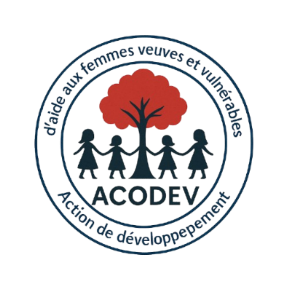 d'aide aux femmes veuves et vulnérables
ACODEV
Action de développepement